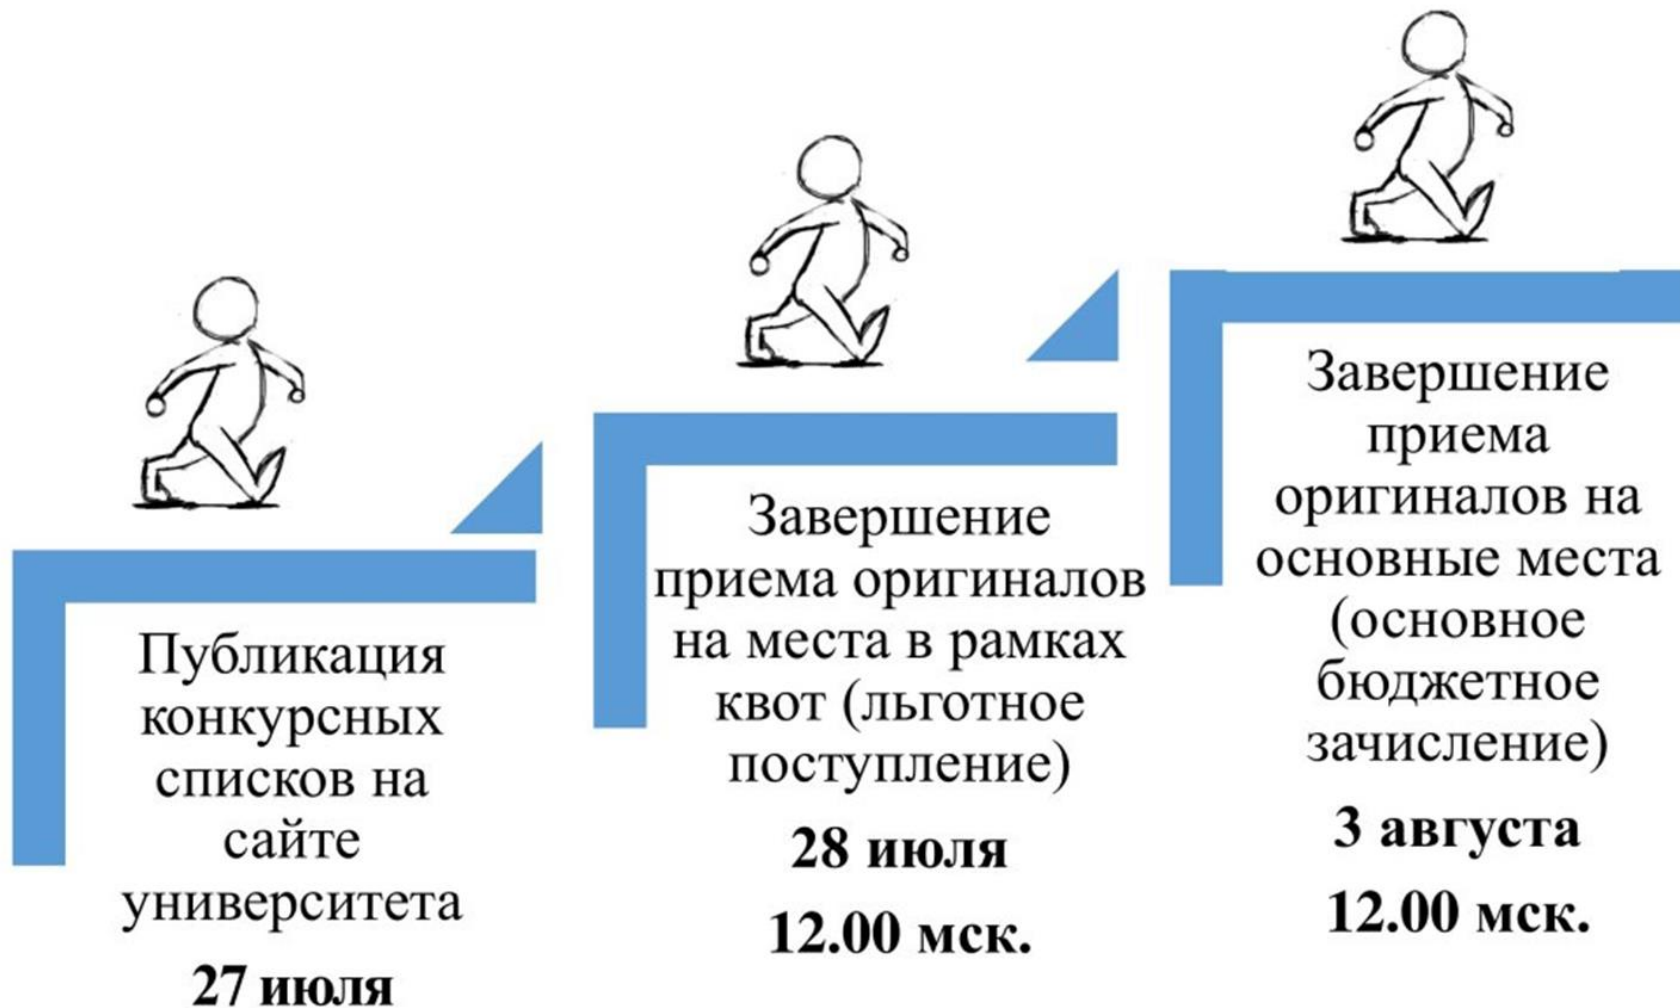 Публикация
конкурсных
списков на
сайте
университета
27 июля
Завершение
приема оригиналов
на места в рамках
квот (льготное
поступление)
28 июля
12.00 мск.
Завершение
приема
оригиналов на
основные места
(основное
бюджетное
зачисление)
3 августа
12.00 мск.